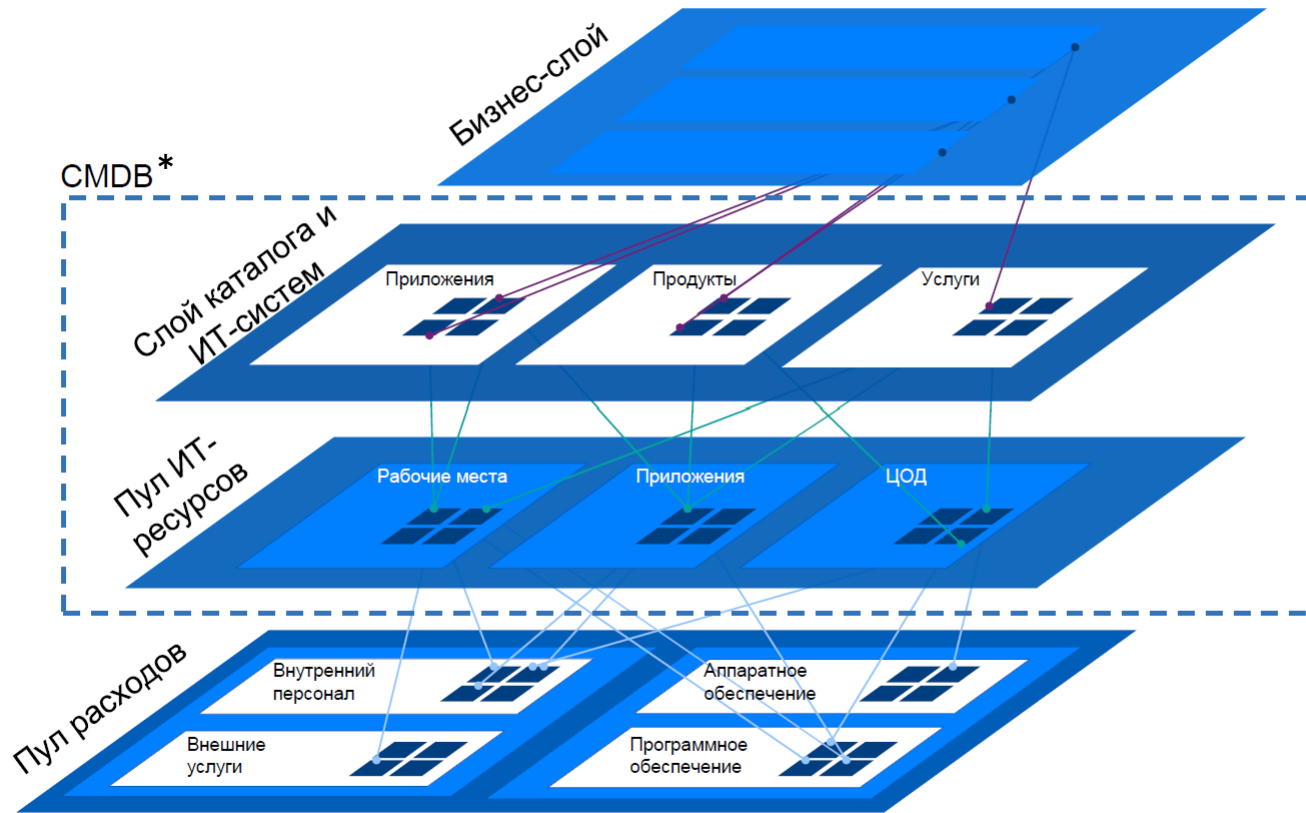 Бизнес-слой
CMDB*
Слой каталога и
ИТ-систем
Приложения
Продукты
Услуги
Пул ИТ-
ресурсов
Рабочие места
Приложения
ЦОД
Пул расходов
Внутренний
персонал
Аппаратное
обеспечение
Внешние
услуги
Программное
обеспечение